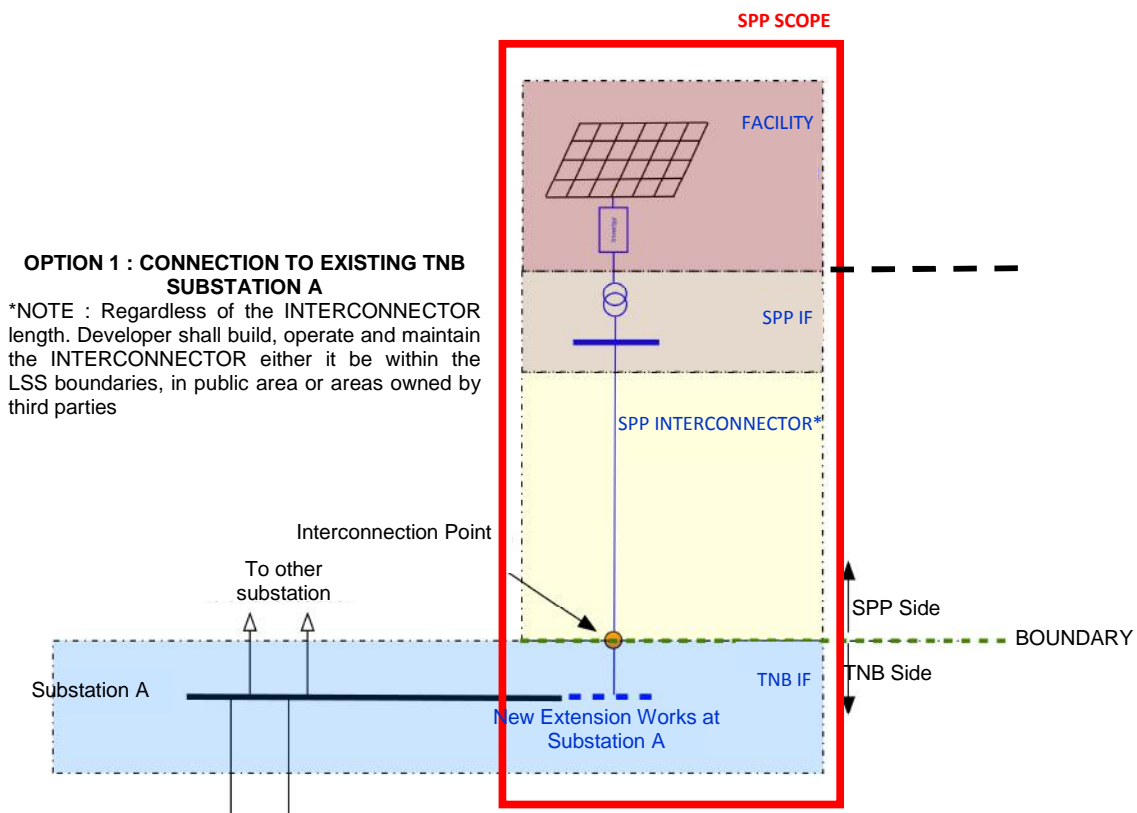 SPP SCOPE
FACILITY
Inverter
OPTION 1 : CONNECTION TO EXISTING TNB
SUBSTATION A
*NOTE : Regardless of the INTERCONNECTOR
length. Developer shall build, operate and maintain
the INTERCONNECTOR either it be within the
LSS boundaries, in public area or areas owned by
third parties
SPP IF
SPP INTERCONNECTOR*
Interconnection Point
To other
substation
SPP Side
BOUNDARY
TNB Side
Substation A
TNB IF
New Extension Works at
Substation A